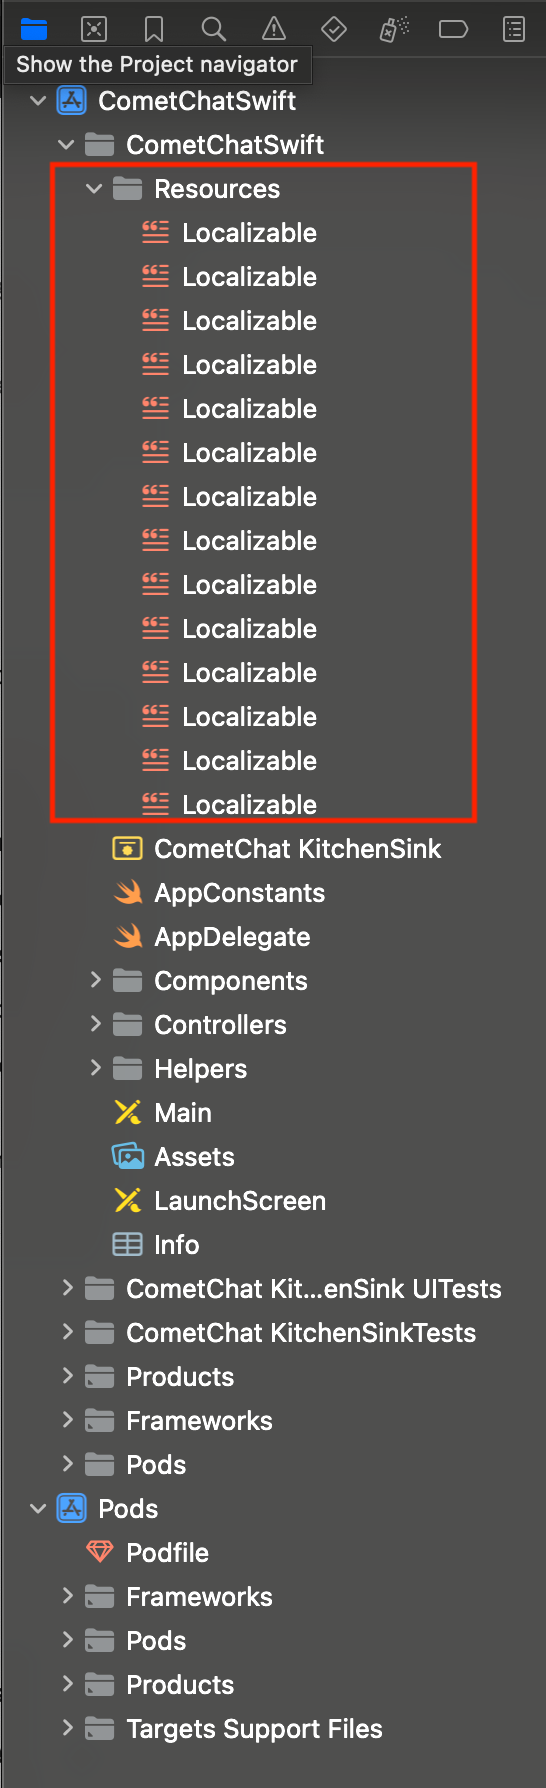 Show the Project navigator
CometChatSwift
CometChatSwift
Resources
Localizable
Localizable
Localizable
Localizable
Localizable
Localizable
Localizable
Localizable
Localizable
Localizable
Localizable
Localizable
Localizable
Localizable
CometChat KitchenSink
AppConstants
AppDelegate
Components
Controllers
Helpers
Main
Assets
LaunchScreen
Info
CometChat Kit...enSink UITests
CometChat KitchenSinkTests
Products
Frameworks
Pods
Pods
Podfile
Frameworks
Pods
Products
Targets Support Files